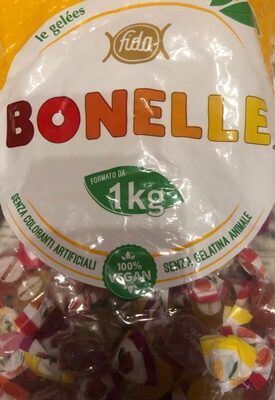 le gelées
fida
BONELLE
FORMATO DA
1kg
SENZA COLORANTI ARTIFICIALI
100%
VEGAN
SENZA GELATINA ANIMALE